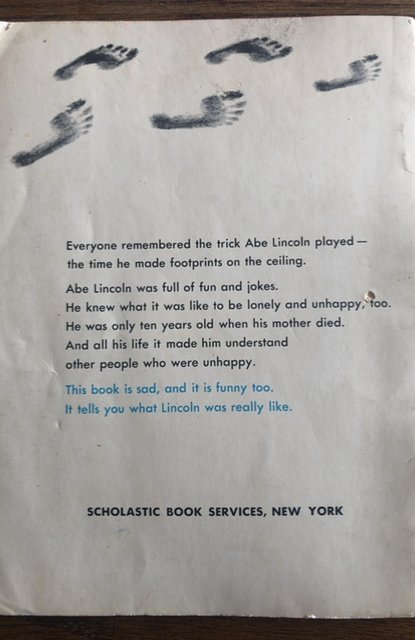 Everyone remembered the trick Abe Lincoln played —
the time he made footprints on the ceiling.
Abe Lincoln was full of fun and jokes.
He knew what it was like to be lonely and unhappy, too.
He was only ten years old when his mother died.
And all his life it made him understand
other people who were unhappy.
This book is sad, and it is funny too.
It tells you what Lincoln was really like.
SCHOLASTIC BOOK SERVICES, NEW YORK